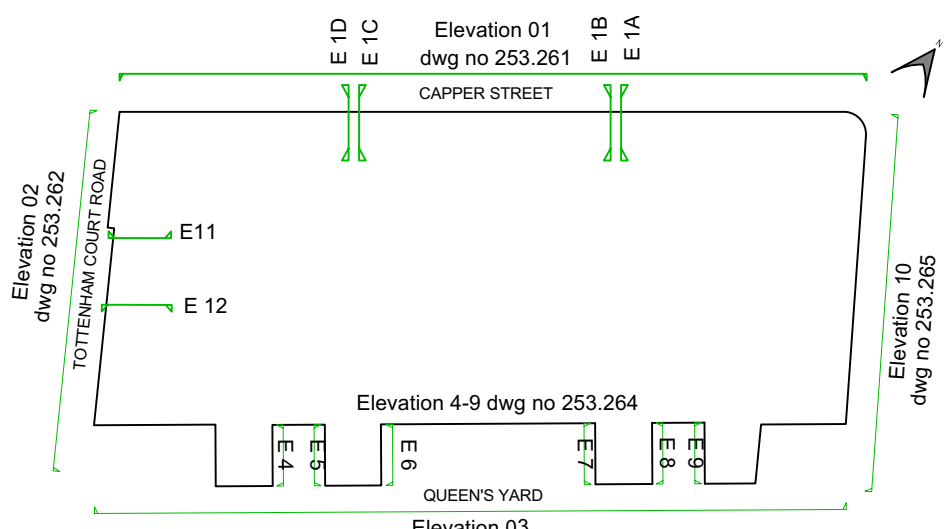 E 1D
E 1C
Elevation 01
dwg no 253.261
E 1B
E 1A
N
CAPPER STREET
Elevation 02
dwg no 253.262
TOTTENHAM COURT ROAD
E11
E 12
Elevation 10
dwg no 253.265
Elevation 4-9 dwg no 253.264
E 4
E 5
E 6
E 7
E 8
E 9
QUEEN'S YARD
Elevation 03